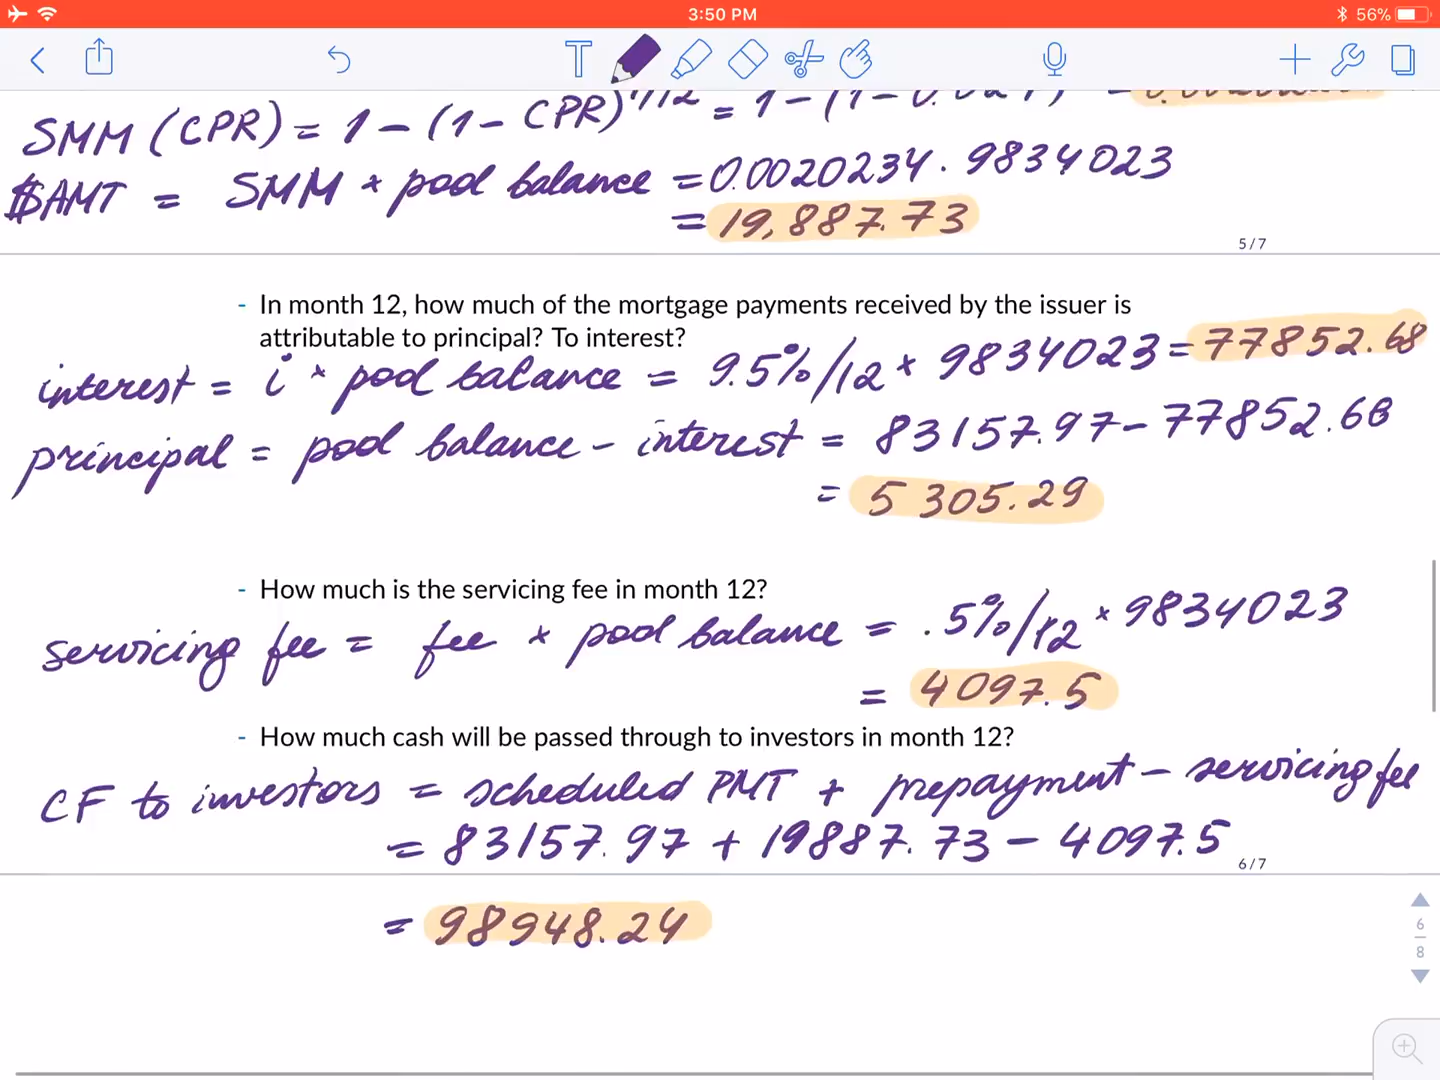 3:50 PM
56%
T
SMM (CPR) = 1 - (1 - CPR)^1/12 = 1 - (1 - 0.024)
$AMT = SMM * pool balance = 0.0020234 . 9834023
= 19,887.73
5 / 7
- In month 12, how much of the mortgage payments received by the issuer is
attributable to principal? To interest?
interest = i * pool balance = 9.5%/12 * 9834023 = 77852.68
principal = pool balance - interest = 83157.97 - 77852.68
= 5 305.29
- How much is the servicing fee in month 12?
servicing fee = fee * pool balance = .5%/12 * 9834023
= 4097.5
- How much cash will be passed through to investors in month 12?
CF to investors = scheduled PMT + prepayment - servicing fee
= 83157.97 + 19887.73 - 4097.5
6 / 7
= 98948.24
6
8